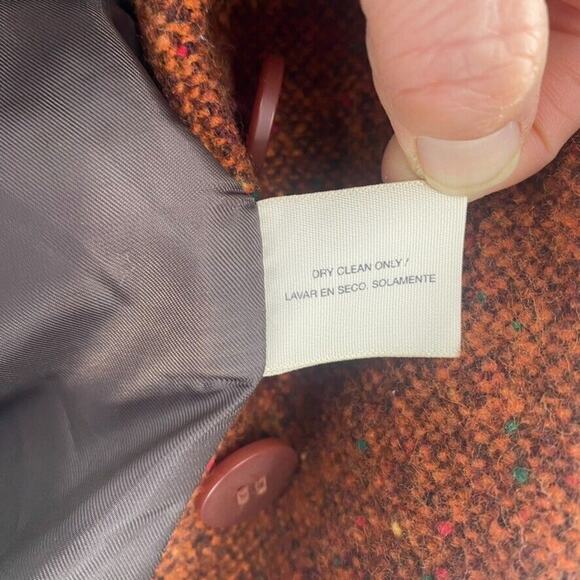 DRY CLEAN ONLY /
LAVAR EN SECO. SOLAMENTE